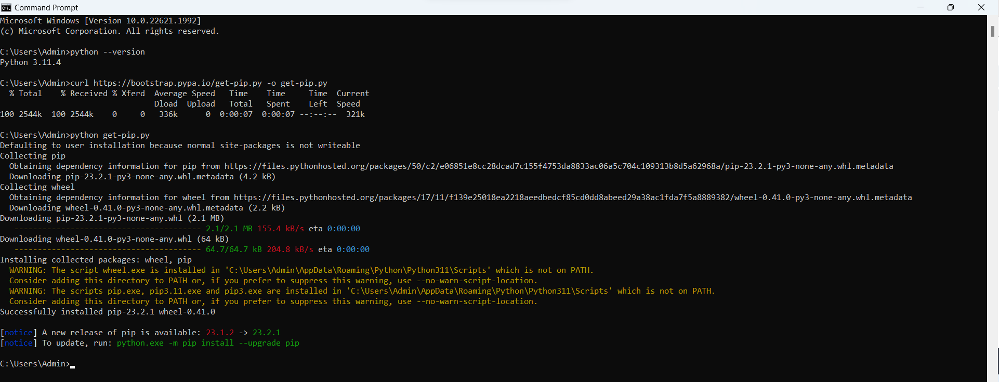 Command Prompt
Microsoft Windows [Version 10.0.22621.1992]
(c) Microsoft Corporation. All rights reserved.
C:\Users\Admin>python --version
Python 3.11.4
C:\Users\Admin>curl https://bootstrap.pypa.io/get-pip.py -o get-pip.py
  % Total    % Received % Xferd  Average Speed   Time    Time     Time  Current
                                 Dload  Upload   Total   Spent    Left  Speed
100 2544k  100 2544k    0     0   336k      0  0:00:07  0:00:07 --:--:--  321k
C:\Users\Admin>python get-pip.py
Defaulting to user installation because normal site-packages is not writeable
Collecting pip
  Obtaining dependency information for pip from https://files.pythonhosted.org/packages/50/c2/e06851e8cc28dcad7c155f4753da8833ac06a5c704c109313b8d5a62968a/pip-23.2.1-py3-none-any.whl.metadata
  Downloading pip-23.2.1-py3-none-any.whl.metadata (4.2 kB)
Collecting wheel
  Obtaining dependency information for wheel from https://files.pythonhosted.org/packages/17/11/f139e25018ea2218aeedbedcf85cd0dd8abeed29a38ac1fda7f5a8889382/wheel-0.41.0-py3-none-any.whl.metadata
  Downloading wheel-0.41.0-py3-none-any.whl.metadata (2.2 kB)
Downloading pip-23.2.1-py3-none-any.whl (2.1 MB)
   ---------------------------------------- 2.1/2.1 MB 155.4 kB/s eta 0:00:00
Downloading wheel-0.41.0-py3-none-any.whl (64 kB)
   ---------------------------------------- 64.7/64.7 kB 204.8 kB/s eta 0:00:00
Installing collected packages: wheel, pip
  WARNING: The script wheel.exe is installed in 'C:\Users\Admin\AppData\Roaming\Python\Python311\Scripts' which is not on PATH.
  Consider adding this directory to PATH or, if you prefer to suppress this warning, use --no-warn-script-location.
  WARNING: The scripts pip.exe, pip3.11.exe and pip3.exe are installed in 'C:\Users\Admin\AppData\Roaming\Python\Python311\Scripts' which is not on PATH.
  Consider adding this directory to PATH or, if you prefer to suppress this warning, use --no-warn-script-location.
Successfully installed pip-23.2.1 wheel-0.41.0
[notice] A new release of pip is available: 23.1.2 -> 23.2.1
[notice] To update, run: python.exe -m pip install --upgrade pip
C:\Users\Admin>